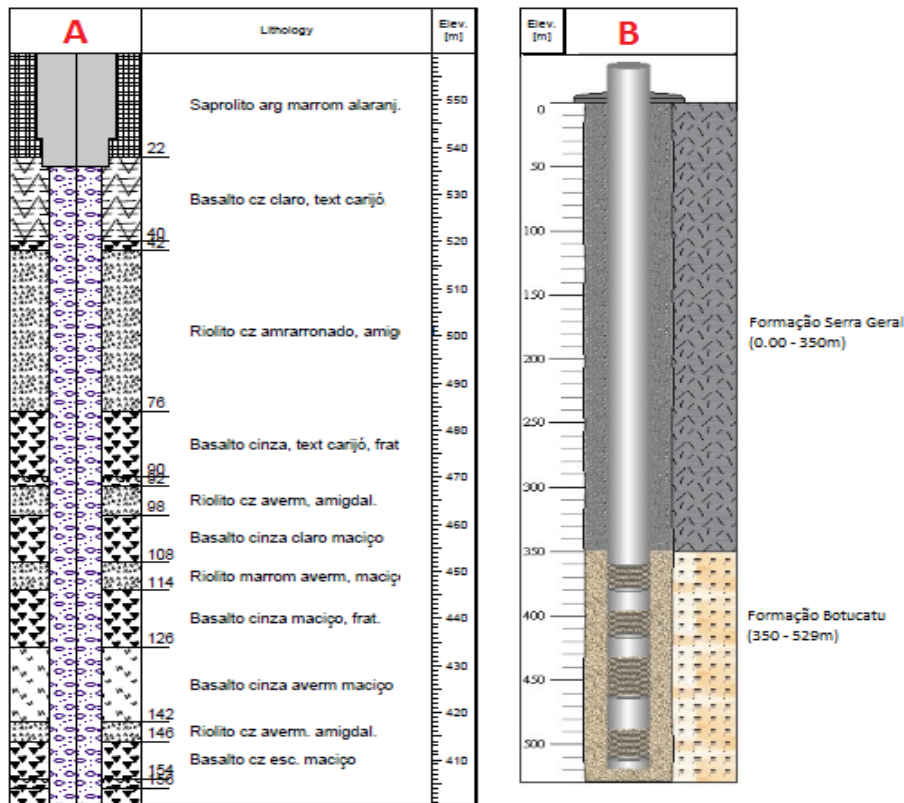 A
Lithology
Elev.
[m]
Saprolito arg marrom alaranj.
550
22
540
Basalto cz claro, text carijó
530
40
42
520
510
Riolito cz amrarronado, amigo
500
490
76
Basalto cinza, text carijó, frat
480
90
92
470
Riolito cz averm, amigdal.
98
460
Basalto cinza claro maciço
108
Riolito marrom averm, maciço
450
114
Basalto cinza maciço, frat.
440
126
430
Basalto cinza averm maciço
142
420
Riolito cz averm. amigdal.
146
Basalto cz esc. maciço
154
410
156
Elev.
[m]
B
0
50
100
150
200
250
300
350
400
450
500
Formação Serra Geral
(0.00 - 350m)
Formação Botucatu
(350 - 529m)